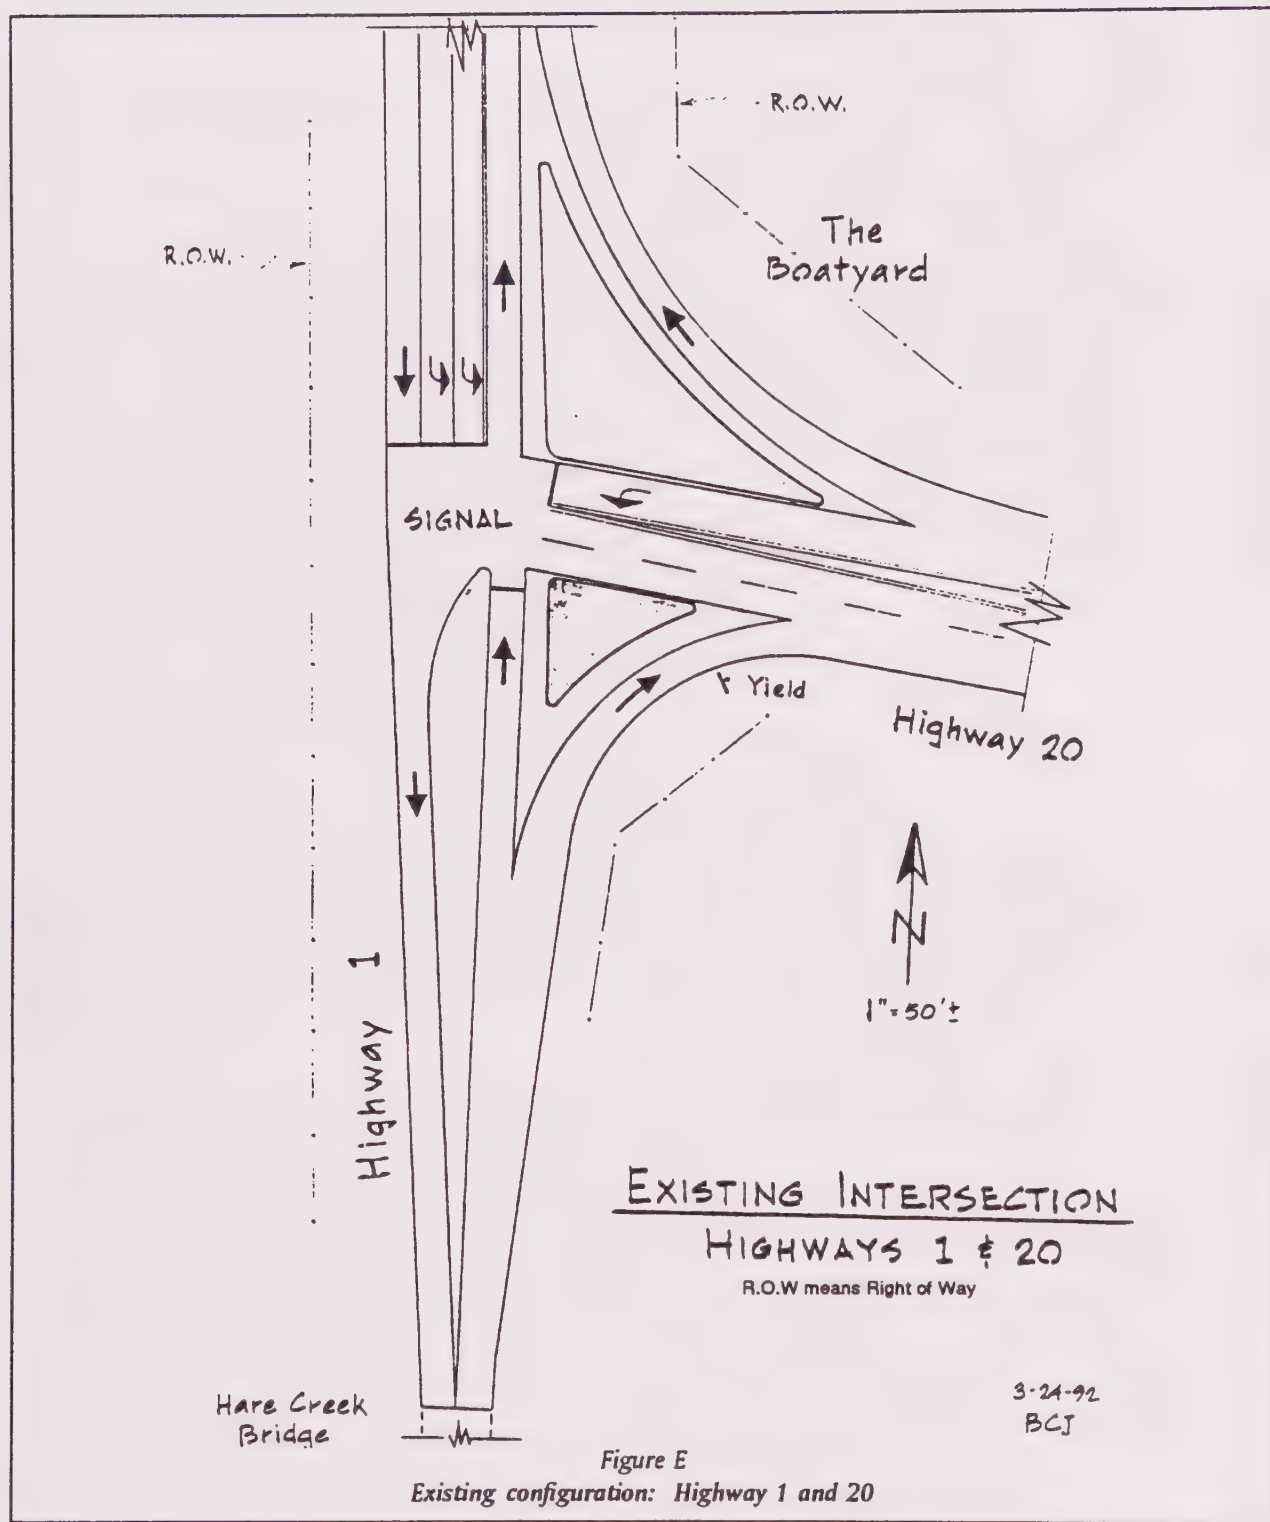 R.O.W.
R.O.W.
The
Boatyard
SIGNAL
Yield
Highway 20
N
1"=50'±
Highway 1
EXISTING INTERSECTION
HIGHWAYS 1 & 20
R.O.W means Right of Way
3-24-92
BCJ
Hare Creek
Bridge
Figure E
Existing configuration: Highway 1 and 20